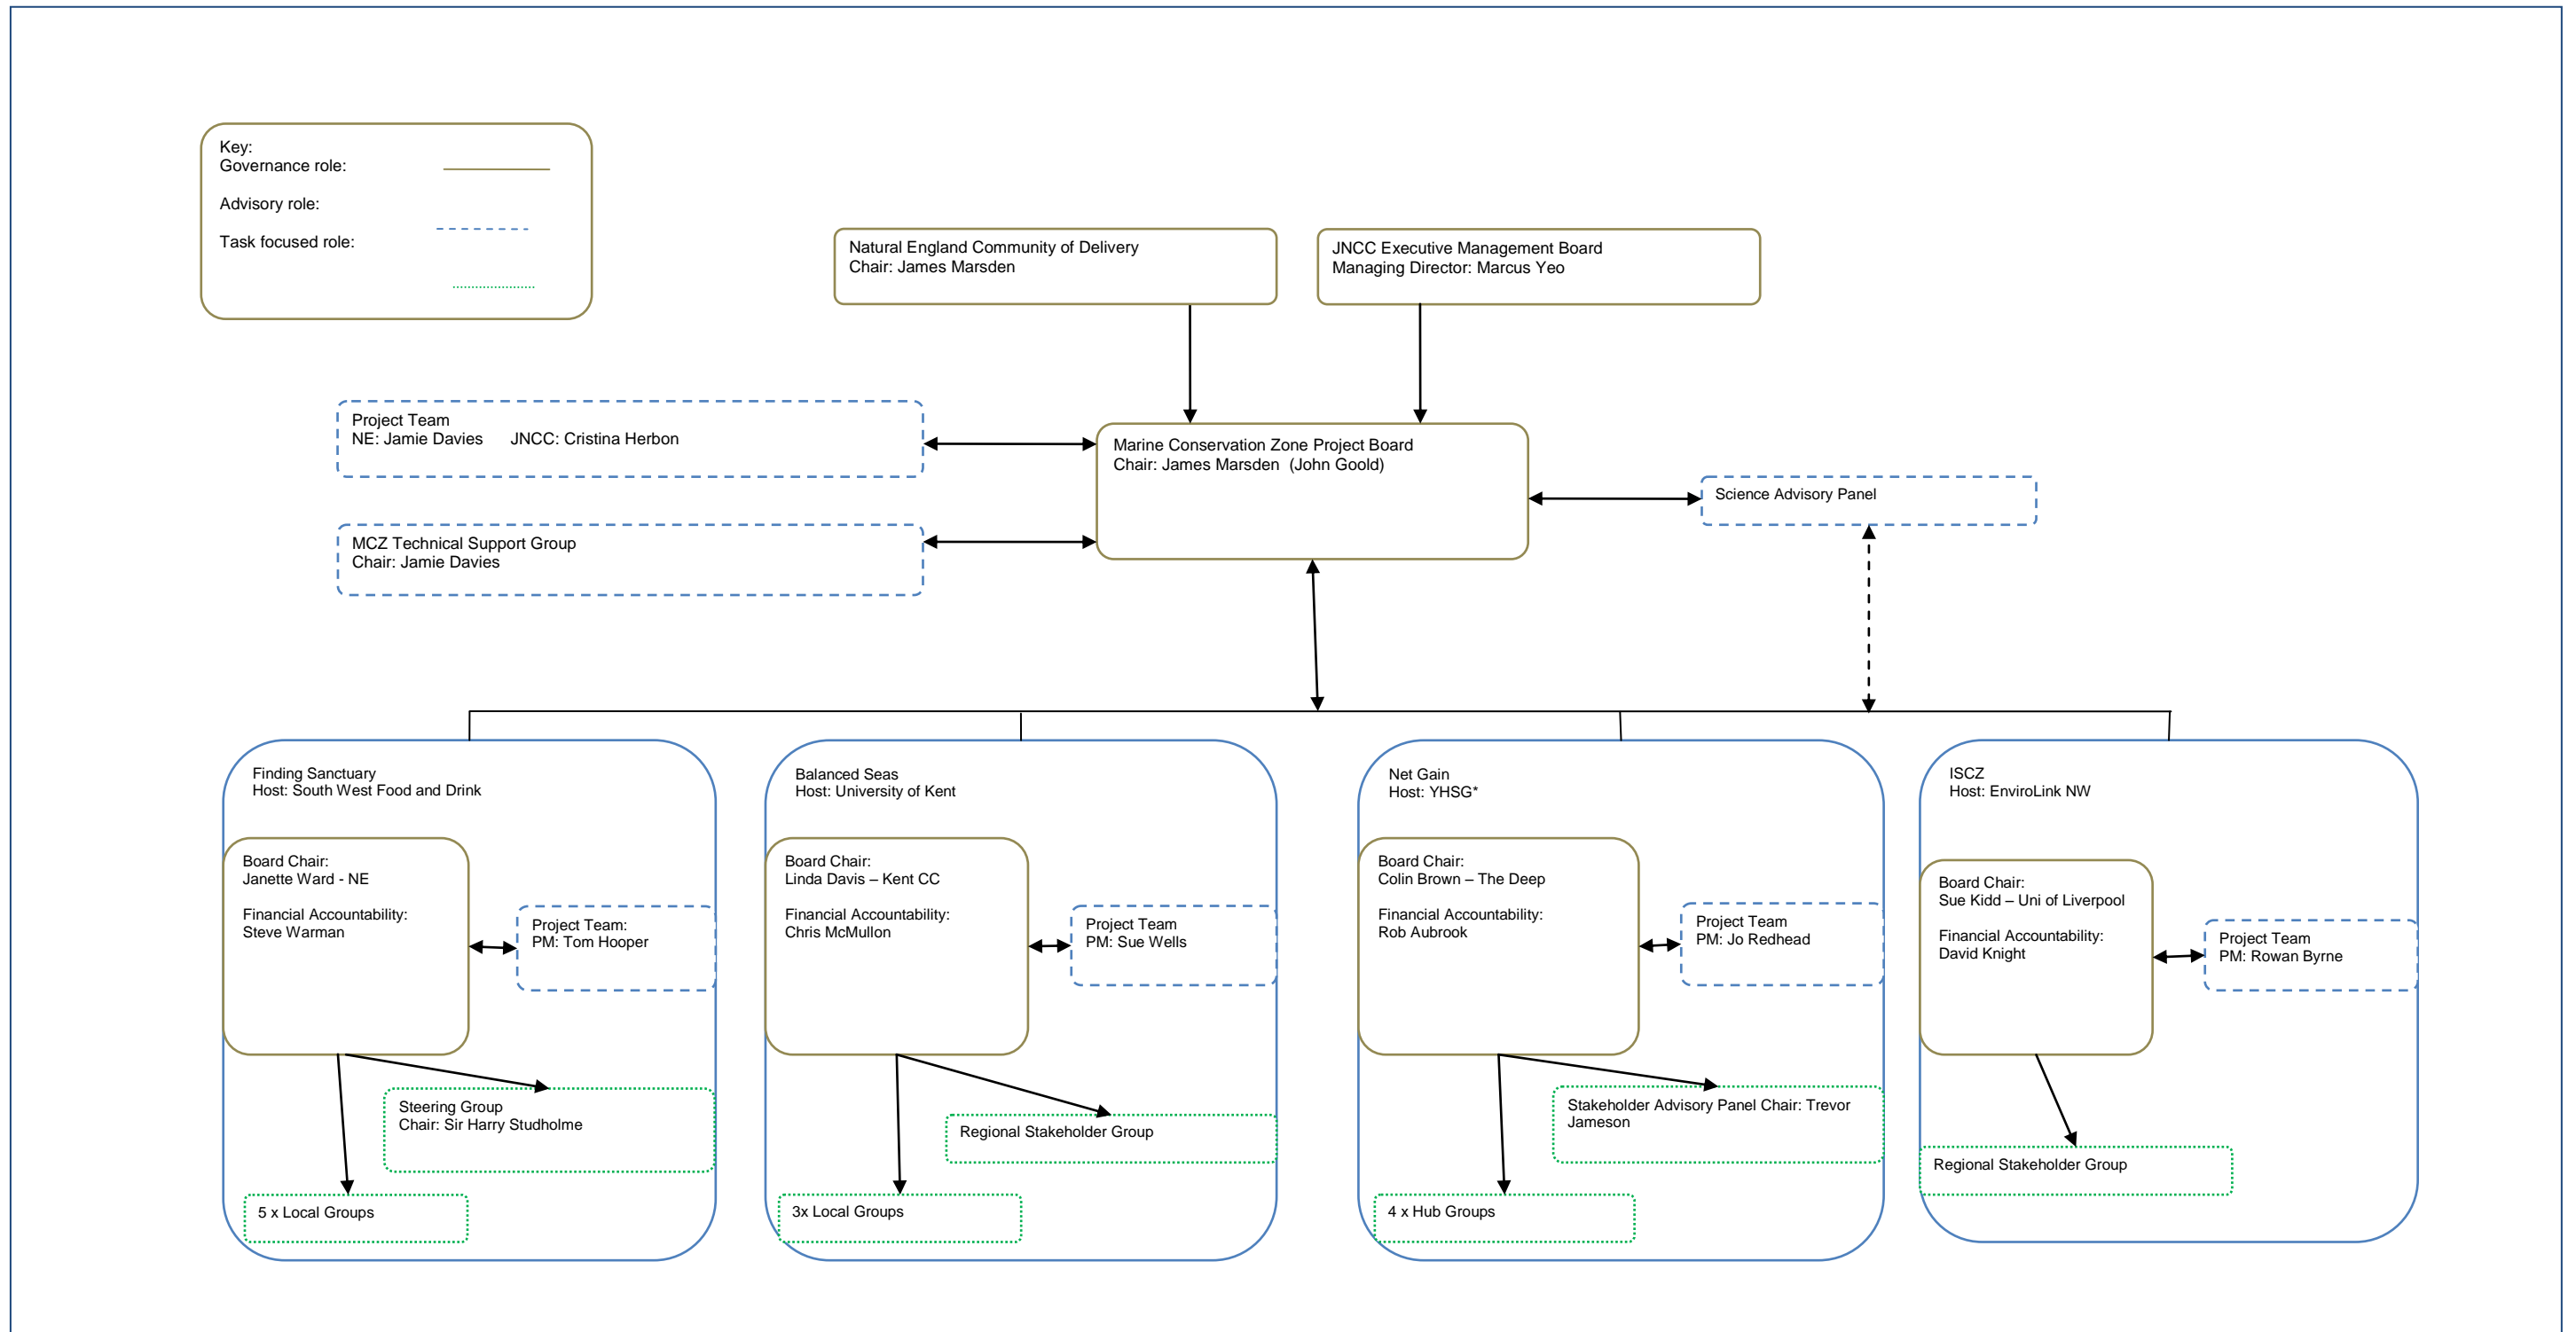 Key:
Governance role:
Advisory role:
Task focused role:
Natural England Community of Delivery
Chair: James Marsden
JNCC Executive Management Board
Managing Director: Marcus Yeo
Project Team
NE: Jamie Davies JNCC: Cristina Herbon
Marine Conservation Zone Project Board
Chair: James Marsden (John Goold)
Science Advisory Panel
MCZ Technical Support Group
Chair: Jamie Davies
Finding Sanctuary
Host: South West Food and Drink
Board Chair:
Janette Ward - NE
Financial Accountability:
Steve Warman
Project Team:
PM: Tom Hooper
Steering Group
Chair: Sir Harry Studholme
5 x Local Groups
Balanced Seas
Host: University of Kent
Board Chair:
Linda Davis – Kent CC
Financial Accountability:
Chris McMullon
Project Team
PM: Sue Wells
Regional Stakeholder Group
3x Local Groups
Net Gain
Host: YHSG*
Board Chair:
Colin Brown – The Deep
Financial Accountability:
Rob Aubrook
Project Team
PM: Jo Redhead
Stakeholder Advisory Panel Chair: Trevor
Jameson
4 x Hub Groups
ISCZ
Host: EnviroLink NW
Board Chair:
Sue Kidd – Uni of Liverpool
Financial Accountability:
David Knight
Project Team
PM: Rowan Byrne
Regional Stakeholder Group